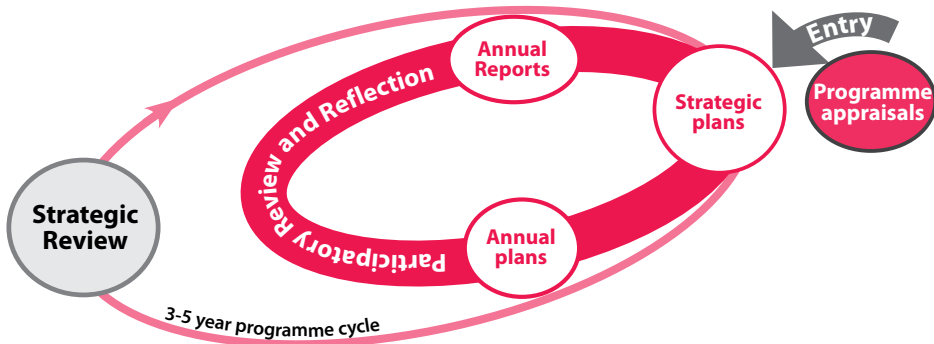 Entry
Programme
appraisals
Strategic
plans
Annual
Reports
Participatory Review and Reflection
Annual
plans
Strategic
Review
3-5 year programme cycle